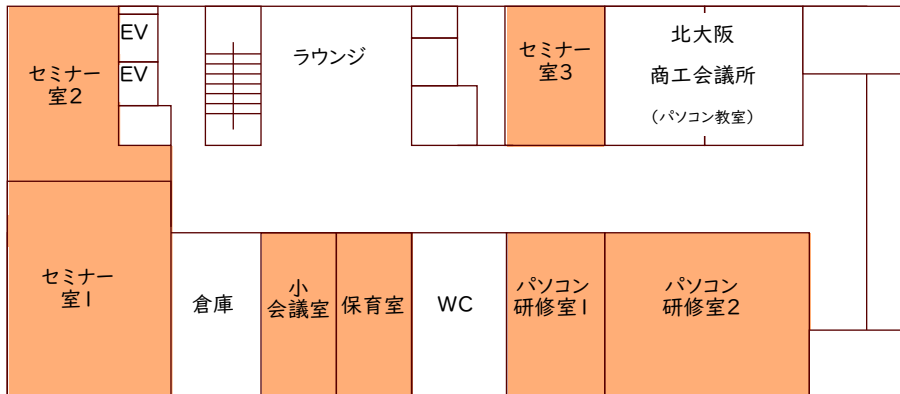 EV
EV
セミナー
室2
ラウンジ
セミナー
室3
北大阪
商工会議所
(パソコン教室)
セミナー
室1
倉庫
小
会議室
保育室
WC
パソコン
研修室1
パソコン
研修室2